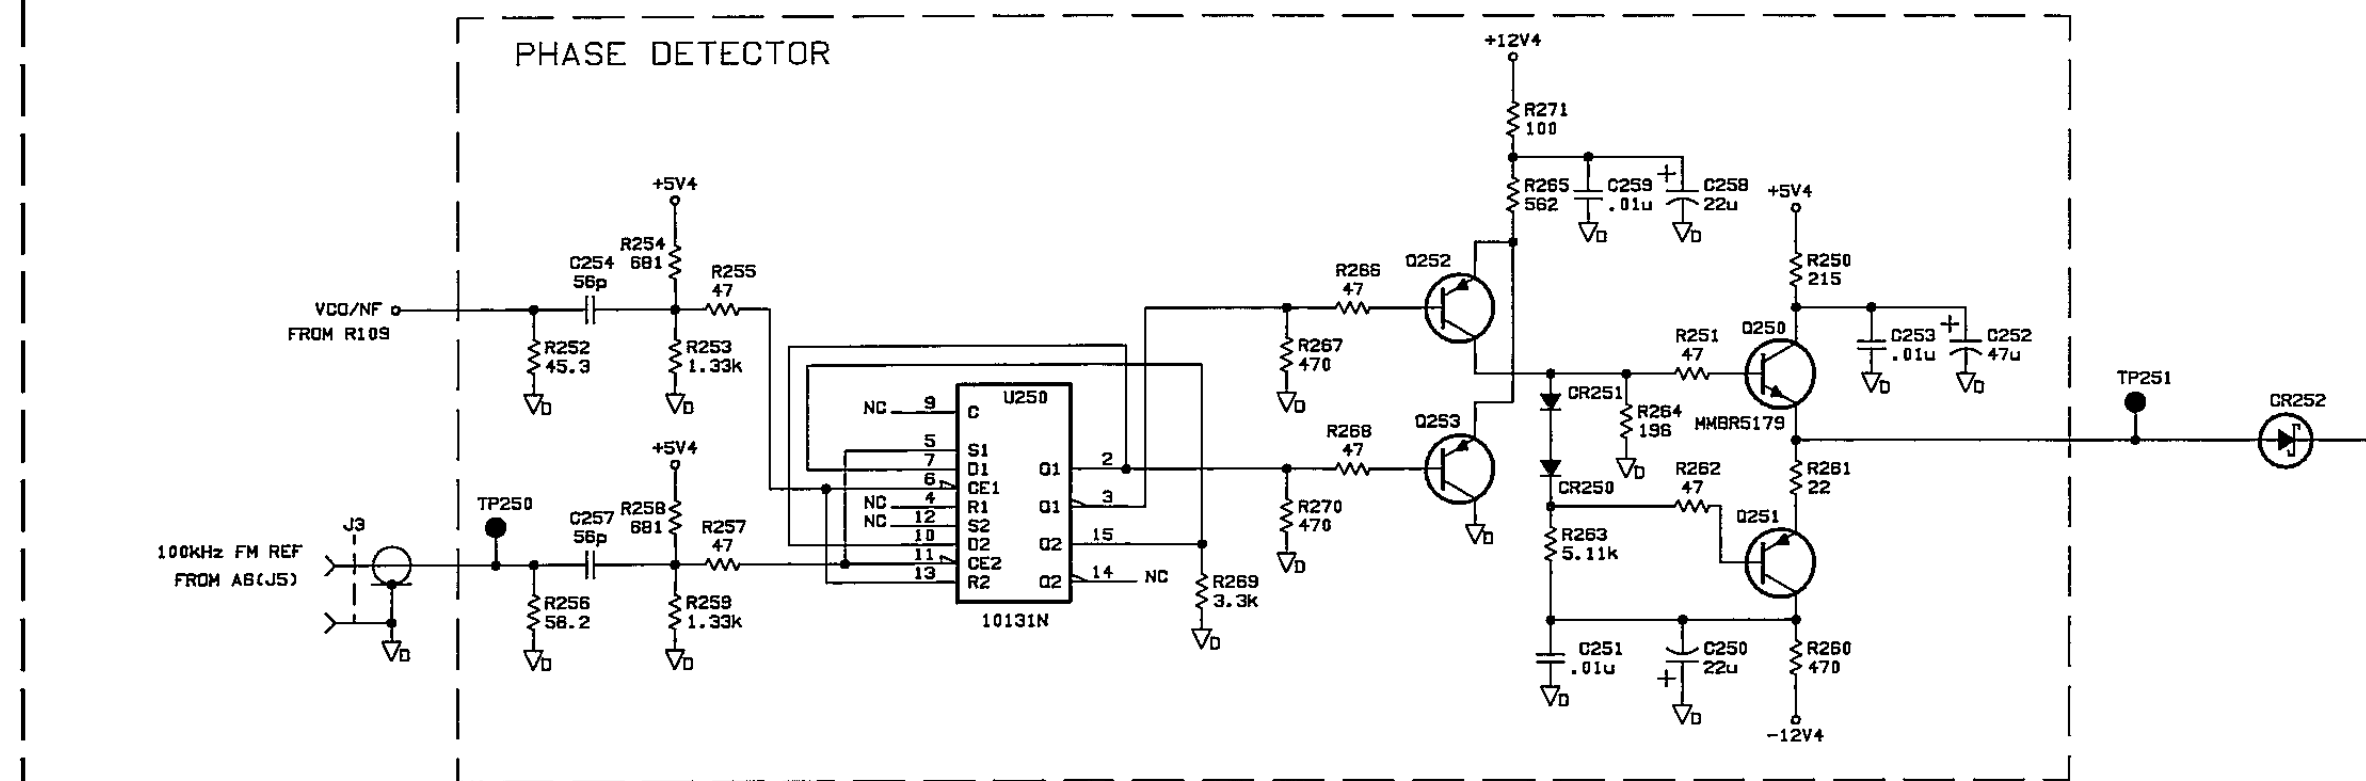 PHASE DETECTOR
+12V4
R271
100
R265
562
C259
.01u
+
C258
22u
+5V4
R254
681
C254
56p
R255
47
VCO/NF
FROM R109
R252
45.3
R253
1.33k
D
D
+5V4
R258
681
TP250
C257
56p
R257
47
J3
100kHz FM REF
FROM A6(J5)
R256
56.2
R259
1.33k
D
D
D
U250
NC
9
C
5
S1
7
D1
6
CE1
NC
4
R1
NC
12
S2
10
D2
11
CE2
13
R2
Q1
2
Q1
3
Q2
15
Q2
14
NC
10131N
R269
3.3k
D
R266
47
Q252
R267
470
D
R268
47
Q253
R270
470
D
D
D
D
CR251
R264
196
D
CR250
R263
5.11k
R251
47
Q250
MMBR5179
+5V4
R250
215
C253
.01u
+
C252
47u
D
D
R262
47
Q251
R261
22
C251
.01u
D
C250
22u
+
D
R260
470
-12V4
TP251
CR252